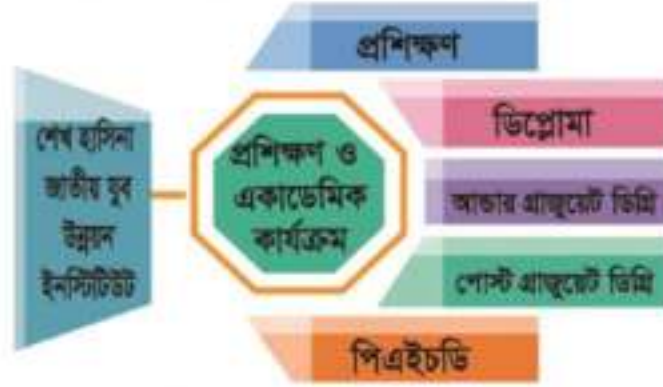 শেখ হাসিনা
জাতীয় যুব
উন্নয়ন
ইনস্টিটিউট
প্রশিক্ষণ ও
একাডেমিক
কার্যক্রম
প্রশিক্ষণ
ডিপ্লোমা
আন্ডার গ্রাজুয়েট ডিগ্রি
পোস্ট গ্রাজুয়েট ডিগ্রি
পিএইচডি